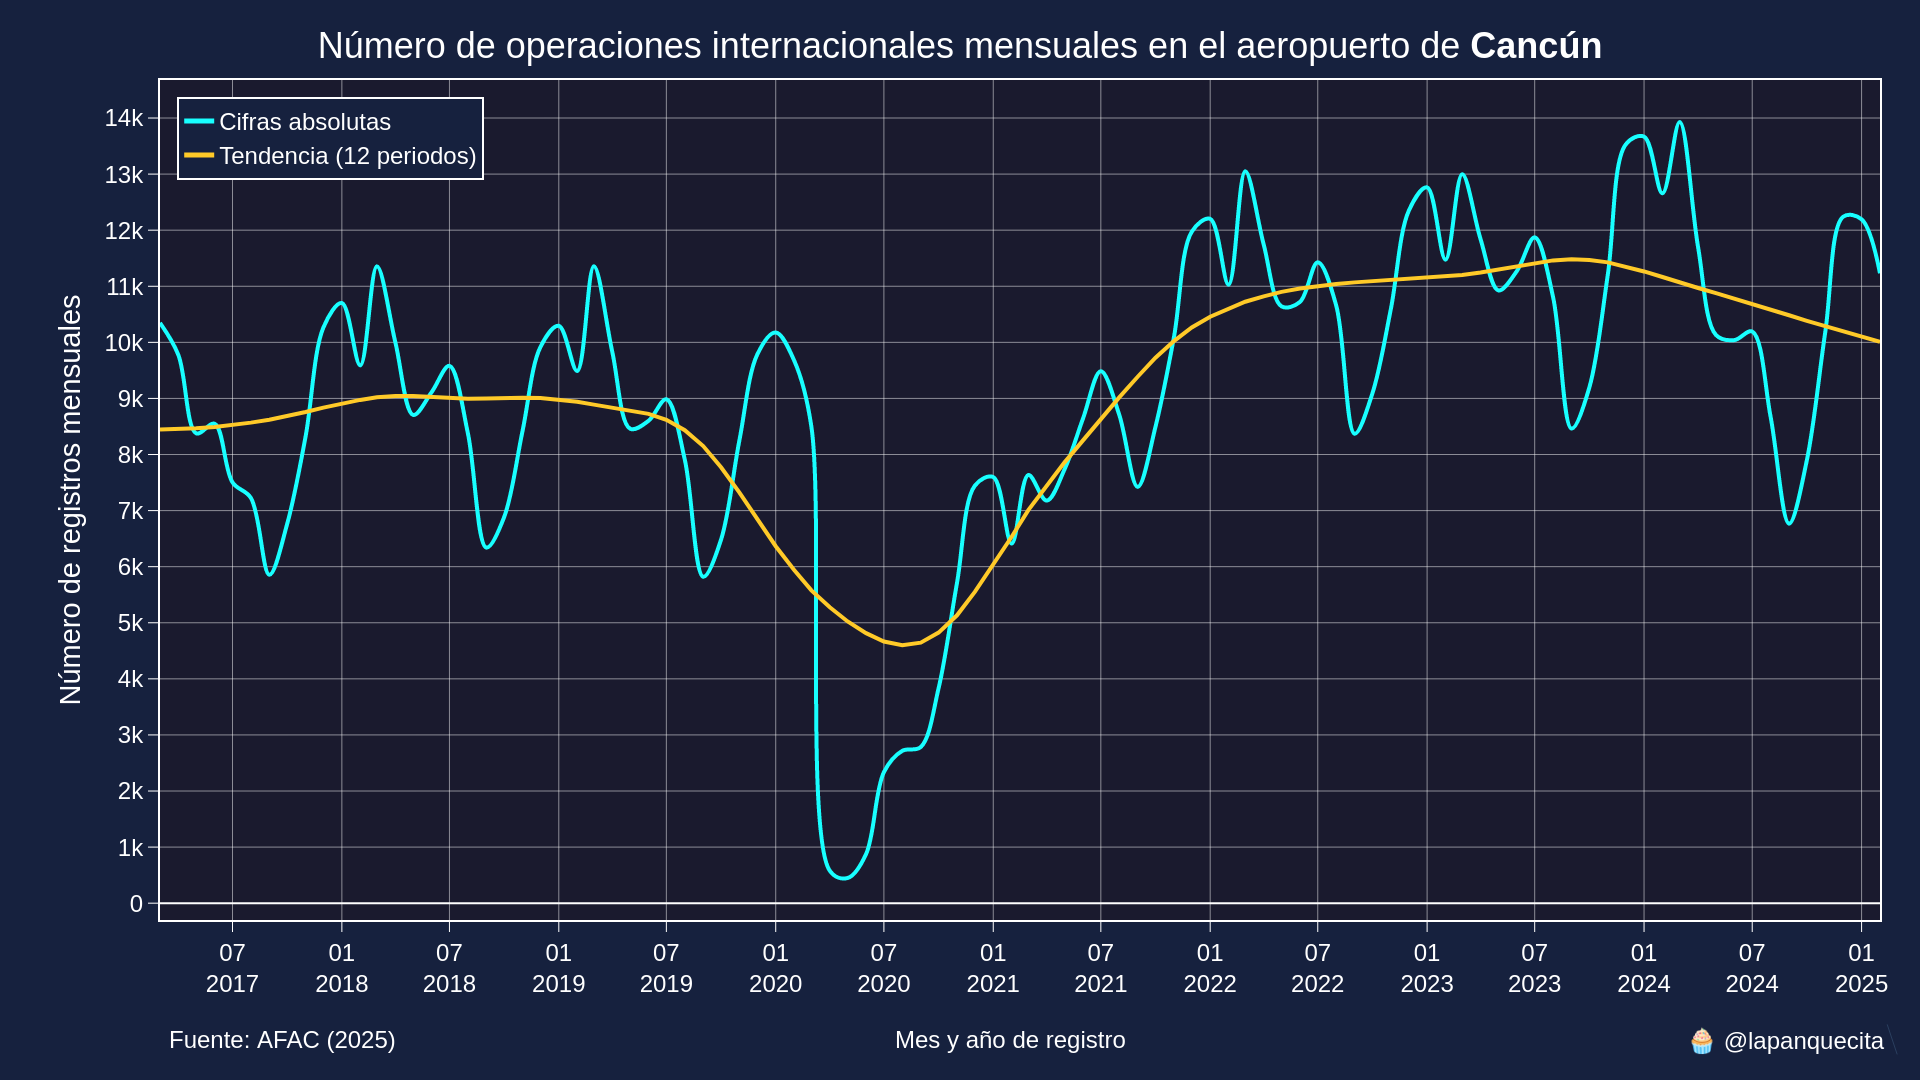 Número de operaciones internacionales mensuales en el aeropuerto de Cancún
Cifras absolutas
Tendencia (12 periodos)
Número de registros mensuales
14k
13k
12k
11k
10k
9k
8k
7k
6k
5k
4k
3k
2k
1k
0
07 01 07 01 07 01 07 01 07 01 07 01 07 01 07 01
2017 2018 2018 2019 2019 2020 2020 2021 2021 2022 2022 2023 2023 2024 2024 2025
Fuente: AFAC (2025) Mes y año de registro 🧁 @lapanquecita